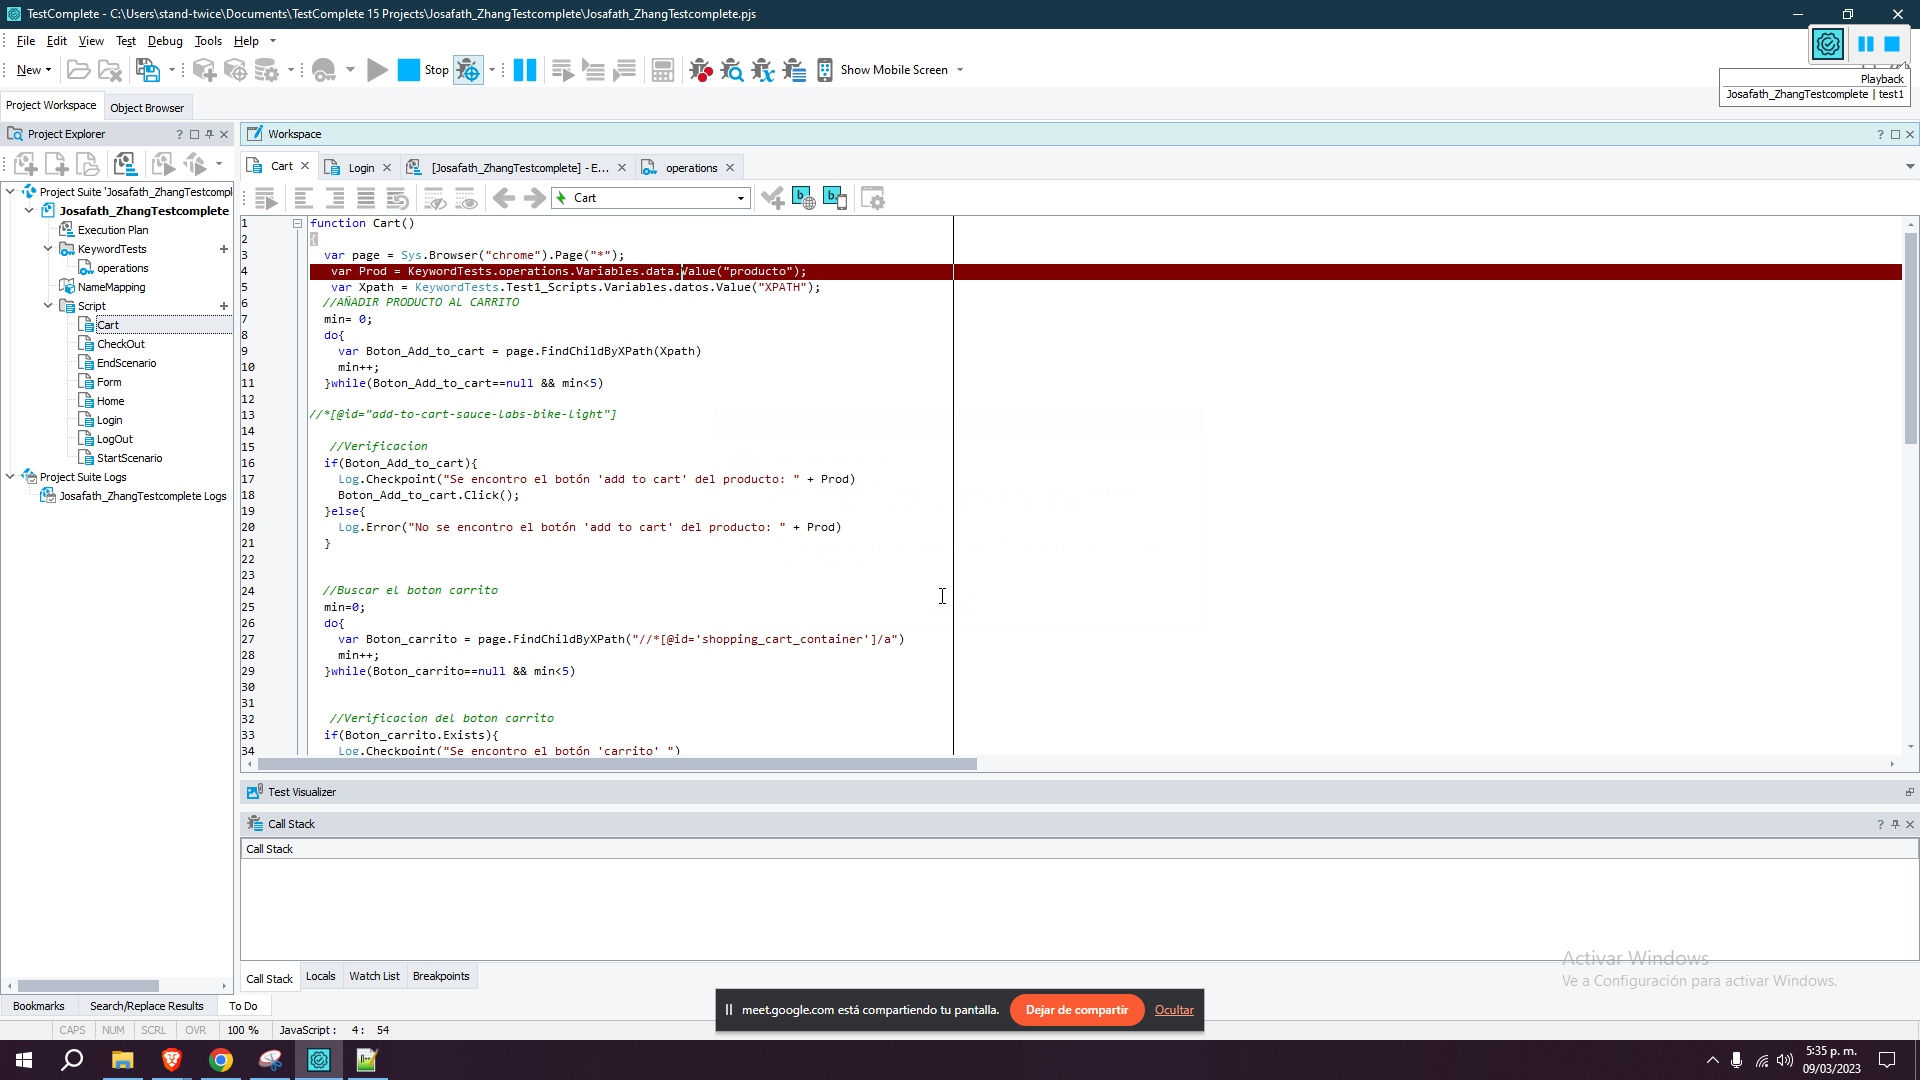 TestComplete - C:\Users\stand-twice\Documents\TestComplete 15 Projects\Josafath_ZhangTestcomplete\Josafath_ZhangTestcomplete.pjs
File Edit View Test Debug Tools Help
New Stop Show Mobile Screen
Playback
Josafath_ZhangTestcomplete | test1
Project Workspace Object Browser
Project Explorer
Workspace
Cart Login [Josafath_ZhangTestcomplete] - E... operations
Cart
Project Suite 'Josafath_ZhangTestcompl
Josafath_ZhangTestcomplete
Execution Plan
KeywordTests
operations
NameMapping
Script
Cart
CheckOut
EndScenario
Form
Home
Login
LogOut
StartScenario
Project Suite Logs
Josafath_ZhangTestcomplete Logs
1 function Cart()
2 {
3 var page = Sys.Browser("chrome").Page("*");
4 var Prod = KeywordTests.operations.Variables.data.Value("producto");
5 var Xpath = KeywordTests.Test1_Scripts.Variables.datos.Value("XPATH");
6 //AÑADIR PRODUCTO AL CARRITO
7 min= 0;
8 do{
9 var Boton_Add_to_cart = page.FindChildByXPath(Xpath)
10 min++;
11 }while(Boton_Add_to_cart==null && min<5)
12
13 //*[@id="add-to-cart-sauce-labs-bike-light"]
14
15 //Verificacion
16 if(Boton_Add_to_cart){
17 Log.Checkpoint("Se encontro el botón 'add to cart' del producto: " + Prod)
18 Boton_Add_to_cart.Click();
19 }else{
20 Log.Error("No se encontro el botón 'add to cart' del producto: " + Prod)
21 }
22
23
24 //Buscar el boton carrito
25 min=0;
26 do{
27 var Boton_carrito = page.FindChildByXPath("//*[@id='shopping_cart_container']/a")
28 min++;
29 }while(Boton_carrito==null && min<5)
30
31
32 //Verificacion del boton carrito
33 if(Boton_carrito.Exists){
34 Log.Checkpoint("Se encontro el botón 'carrito' ")
Test Visualizer
Call Stack
Call Stack
Call Stack Locals Watch List Breakpoints
Activar Windows
Ve a Configuración para activar Windows.
Bookmarks Search/Replace Results To Do
meet.google.com está compartiendo tu pantalla. Dejar de compartir Ocultar
CAPS NUM SCRL OVR 100 % JavaScript: 4: 54
5:35 p. m.
09/03/2023